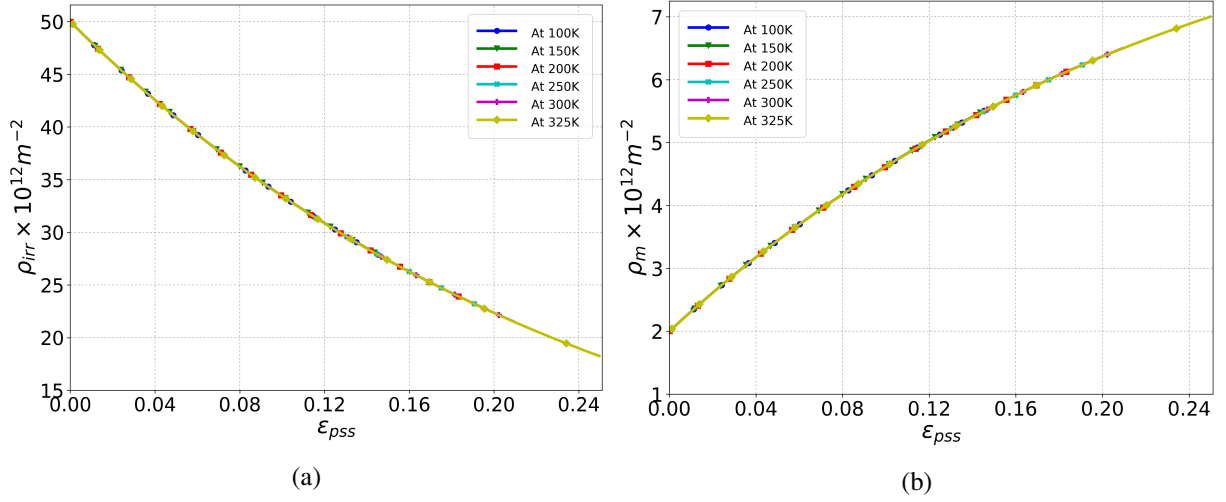 50
45
40
35
30
25
20
15
0.00 0.04 0.08 0.12 0.16 0.20 0.24
ρ_irr × 10^12 m^−2
ε_pss
At 100K
At 150K
At 200K
At 250K
At 300K
At 325K
(a)
7
6
5
4
3
2
1
0.00 0.04 0.08 0.12 0.16 0.20 0.24
ρ_m × 10^12 m^−2
ε_pss
At 100K
At 150K
At 200K
At 250K
At 300K
At 325K
(b)